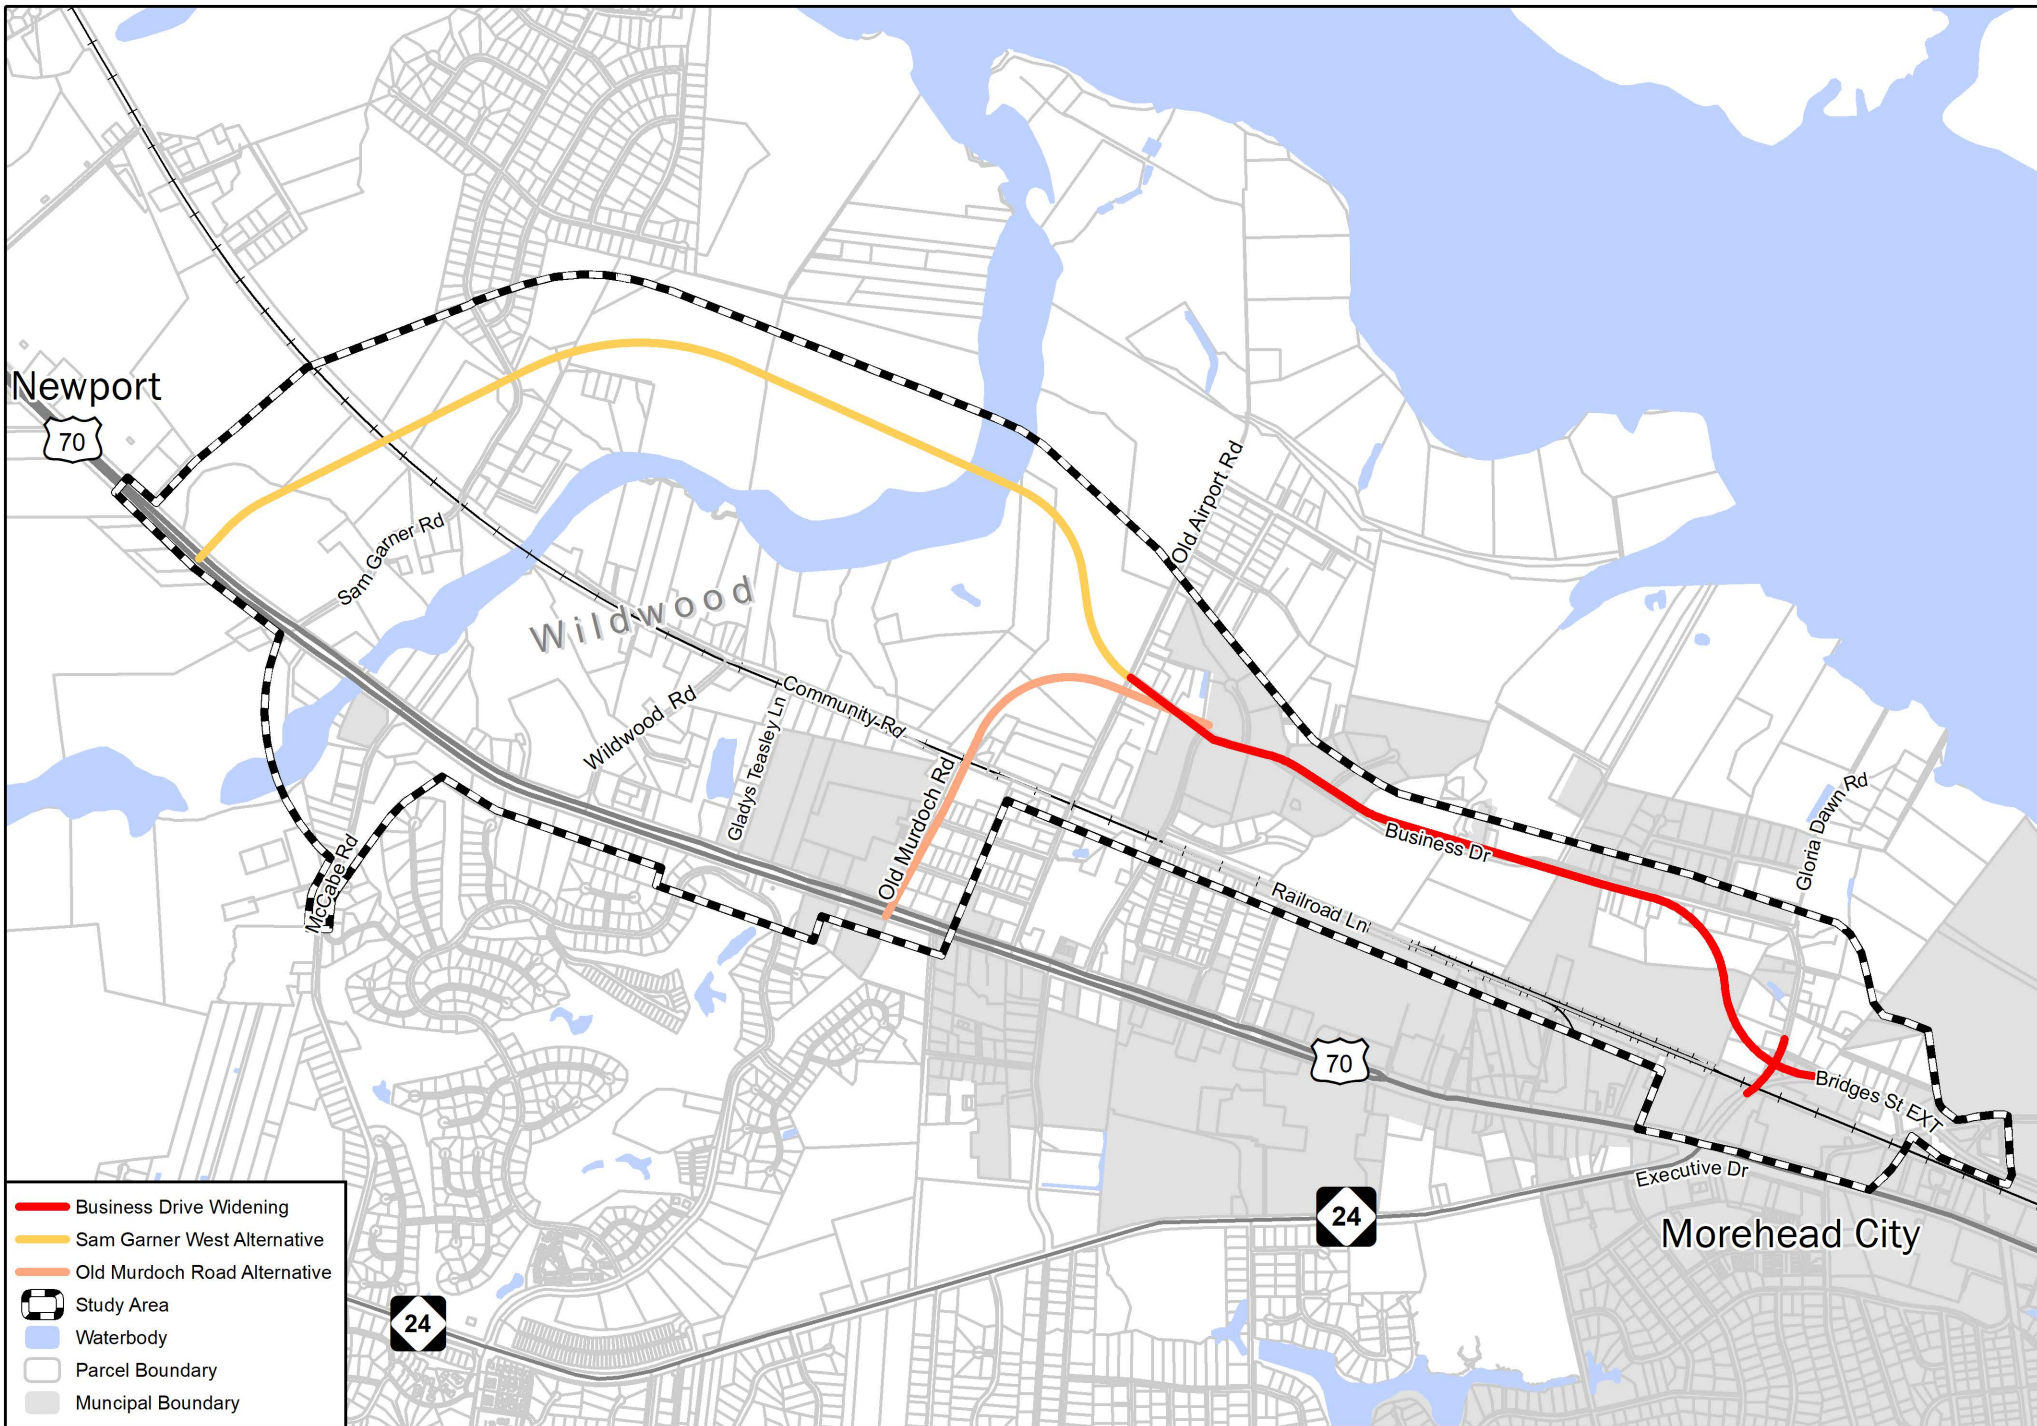 Newport
70
Sam Garner Rd
Wildwood
Old Airport Rd
Community Rd
Wildwood Rd
Gladys Teasley Ln
Old Murdoch Rd
McCabe Rd
Business Dr
Gloria Dawn Rd
Railroad Ln
70
Bridges St EXT
Executive Dr
24
Morehead City
24
Business Drive Widening
Sam Garner West Alternative
Old Murdoch Road Alternative
Study Area
Waterbody
Parcel Boundary
Muncipal Boundary